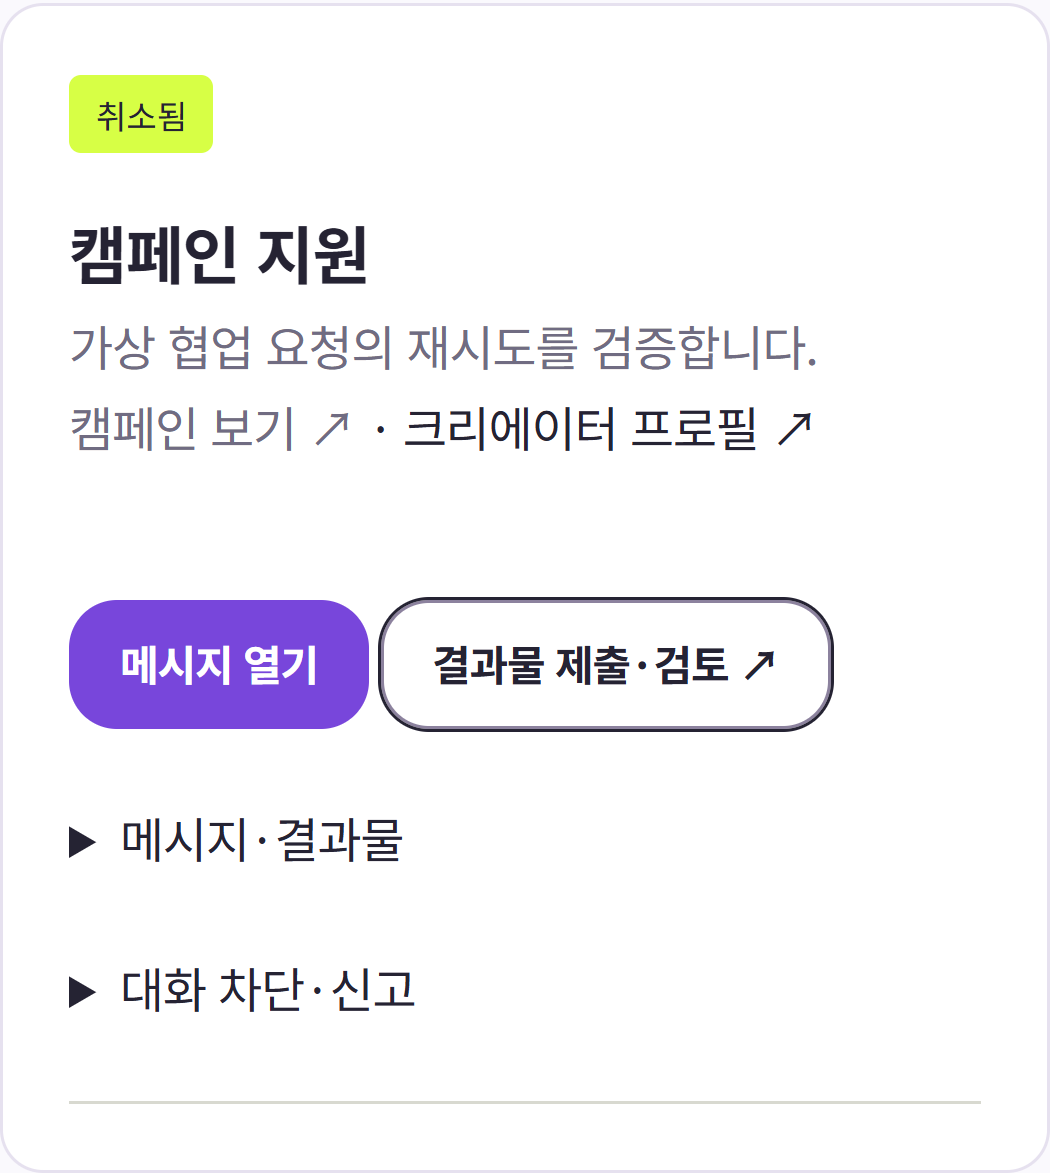 취소됨
캠페인 지원
가상 협업 요청의 재시도를 검증합니다.
캠페인 보기 ↗ · 크리에이터 프로필 ↗
메시지 열기 결과물 제출·검토 ↗
▶ 메시지·결과물
▶ 대화 차단·신고